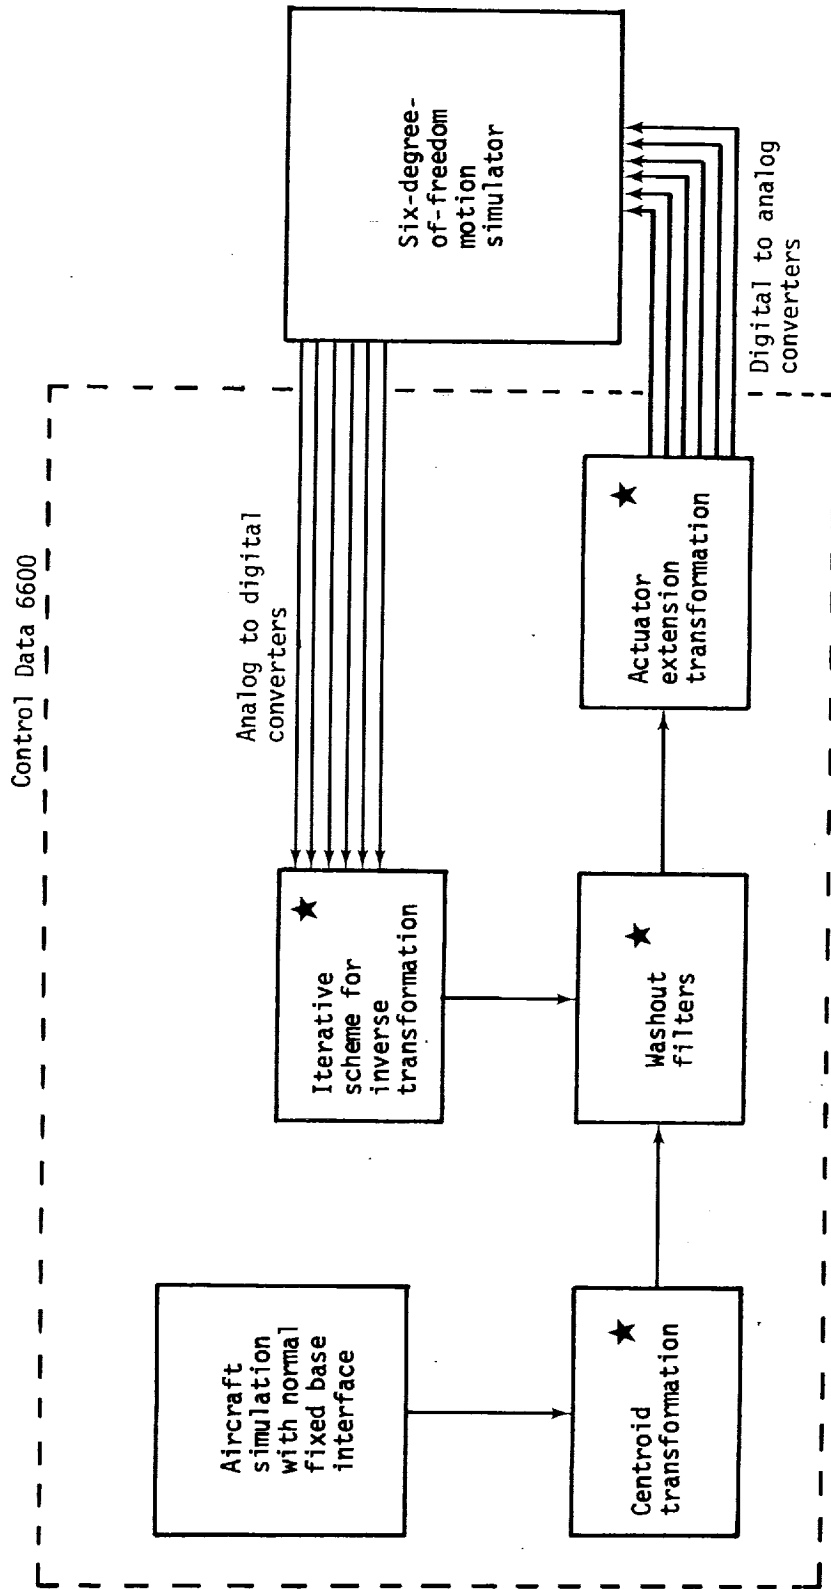 Control Data 6600
Aircraft
simulation
with normal
fixed base
interface
Centroid
transformation
Iterative
scheme for
inverse
transformation
Washout
filters
Analog to digital
converters
Actuator
extension
transformation
Six-degree-
of-freedom
motion
simulator
Digital to analog
converters